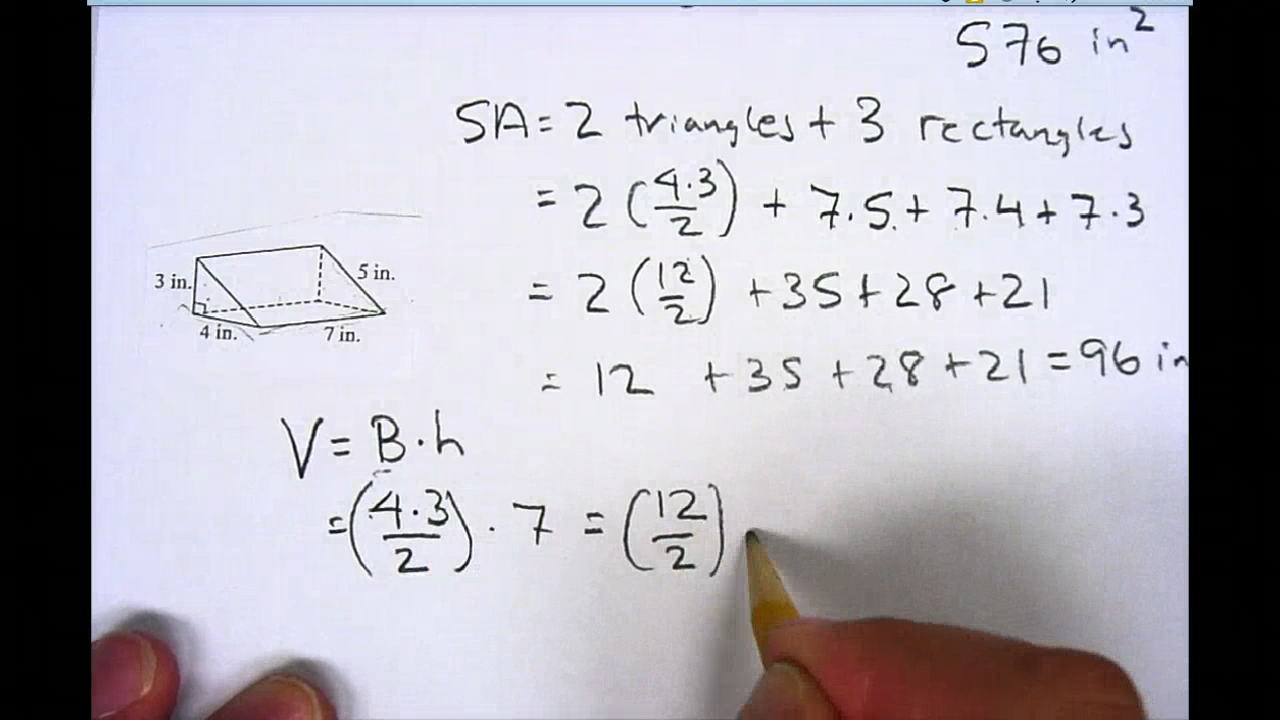 576 in²
SA = 2 triangles + 3 rectangles
= 2 (4·3/2) + 7.5 + 7.4 + 7·3
= 2 (12/2) + 35 + 28 + 21
3 in.
5 in.
4 in.
7 in.
= 12 + 35 + 28 + 21 = 96 in
V = B·h
= (4·3/2) · 7 = (12/2)